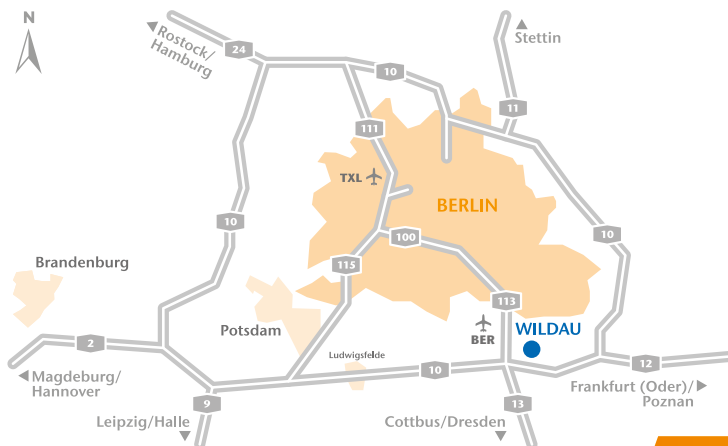 N
Rostock/
Hamburg
24
10
Stettin
11
111
TXL
BERLIN
10
100
10
115
Brandenburg
113
Potsdam
BER
WILDAU
2
Ludwigsfelde
10
12
Magdeburg/
Hannover
9
Frankfurt (Oder)/
Poznan
13
Leipzig/Halle
Cottbus/Dresden